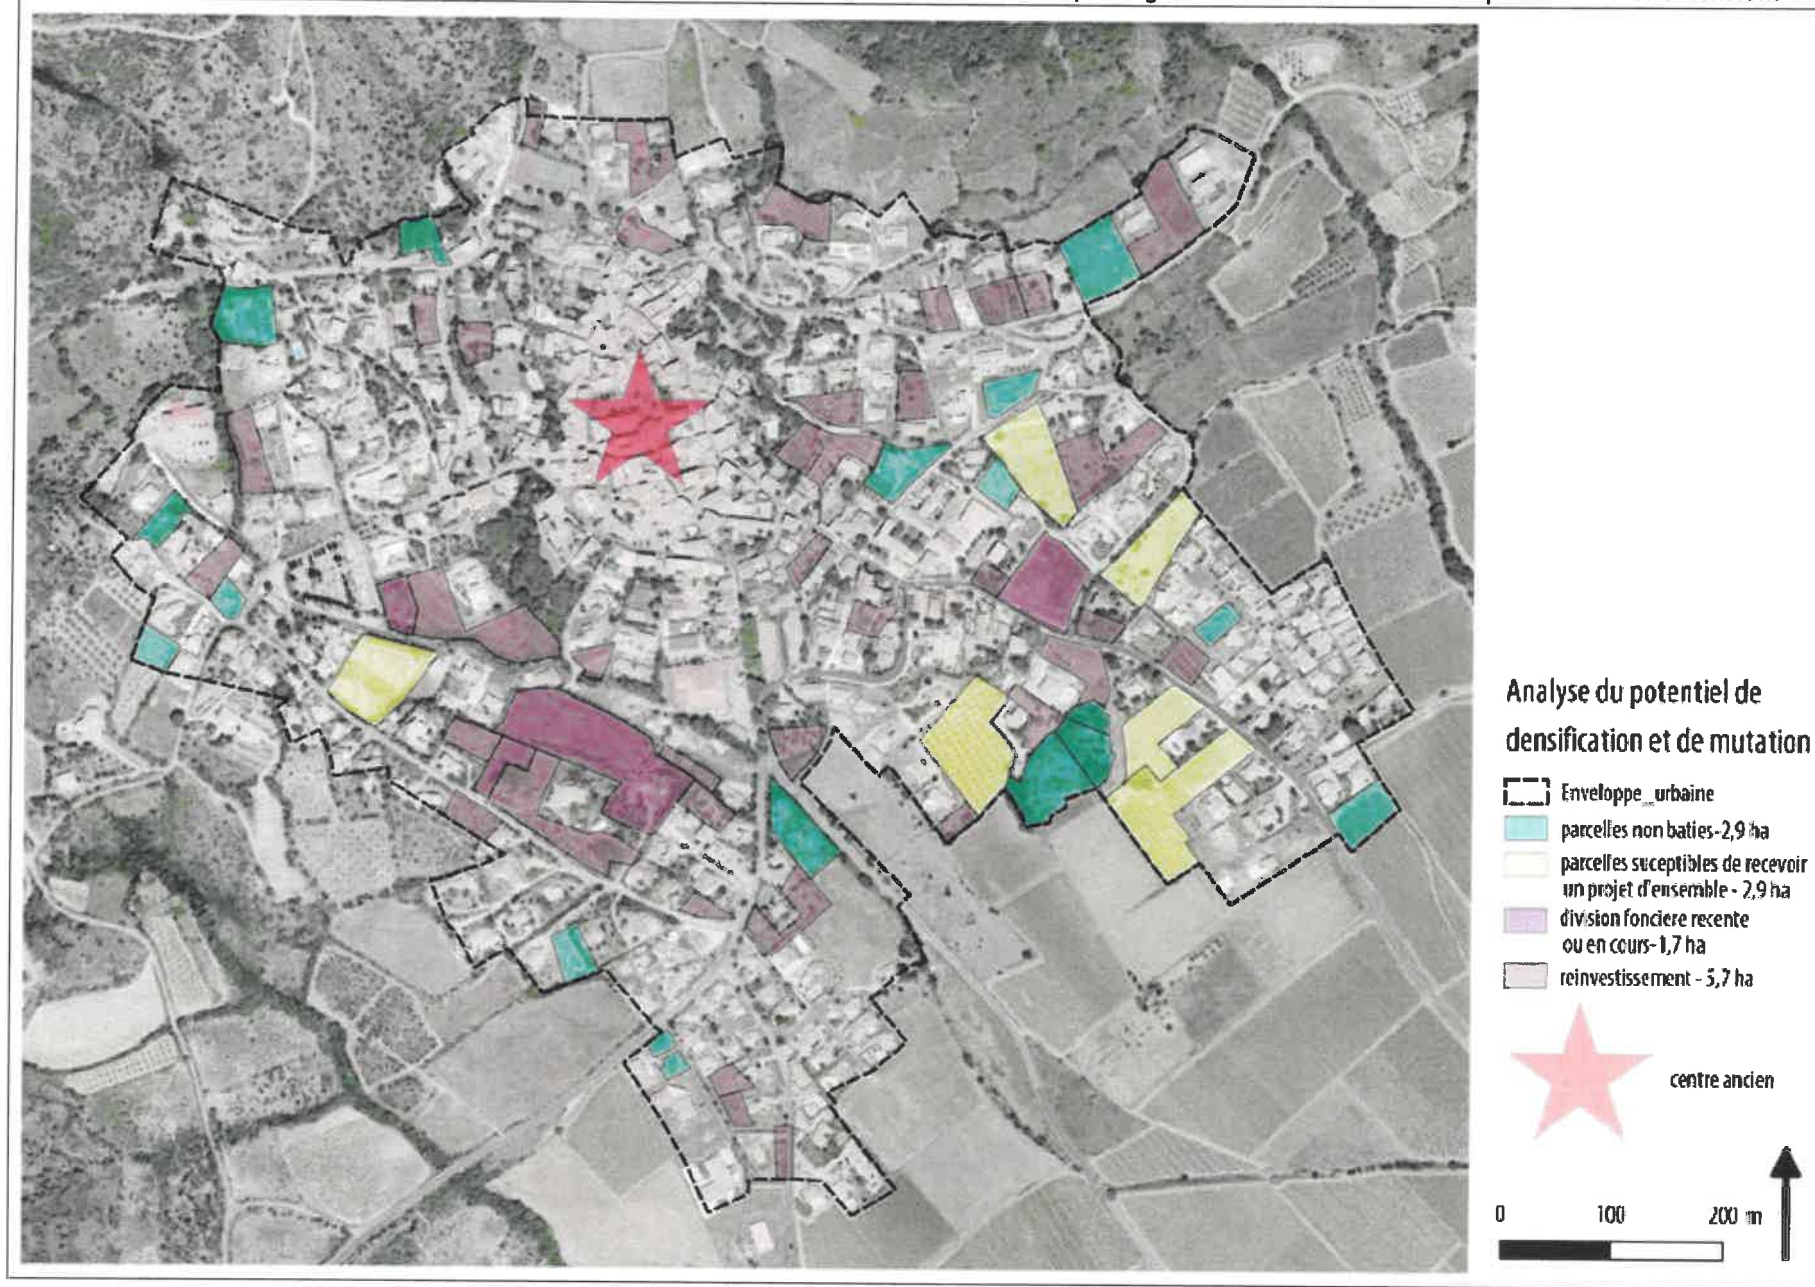 Analyse du potentiel de
densification et de mutation
Enveloppe_urbaine
parcelles non baties-2,9 ha
parcelles suceptibles de recevoir
un projet d'ensemble - 2,9 ha
division fonciere recente
ou en cours-1,7 ha
reinvestissement - 5,7 ha
centre ancien
0 100 200 m